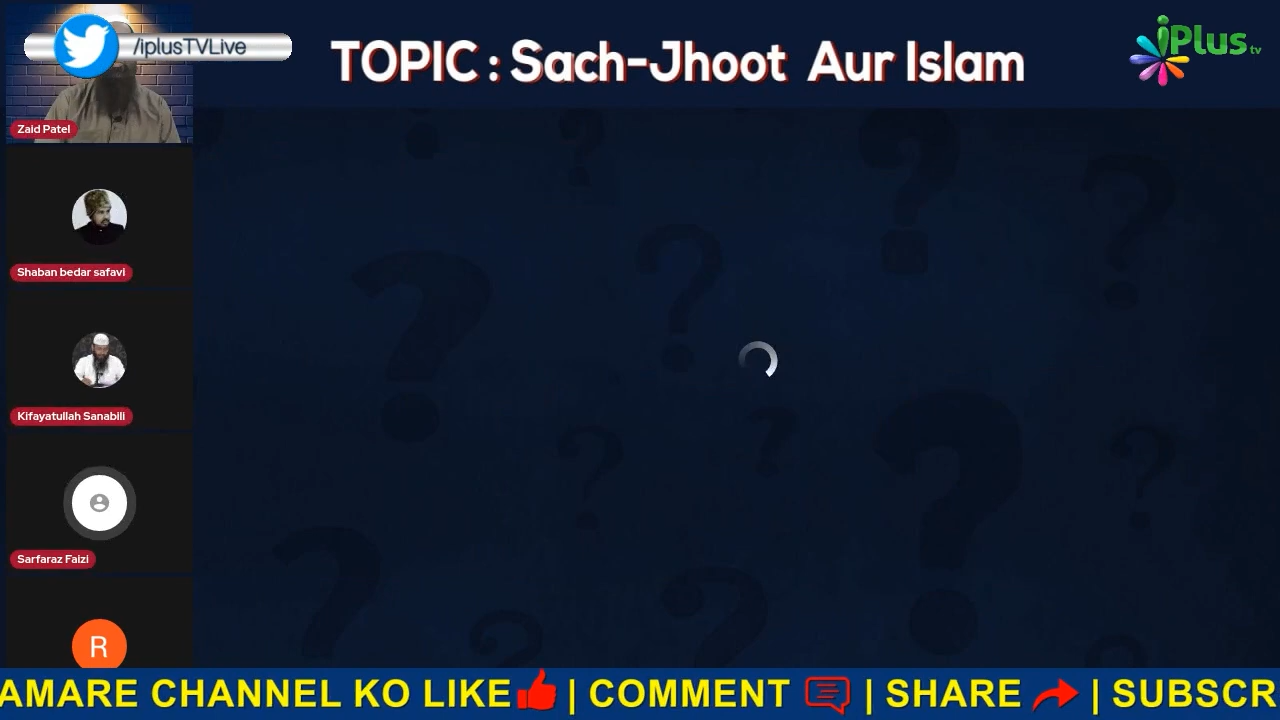 /iplusTVLive
TOPIC : Sach-Jhoot Aur Islam
iPlus tv
Zaid Patel
Shaban bedar safavi
Kifayatullah Sanabili
Sarfaraz Faizi
R
AMARE CHANNEL KO LIKE | COMMENT | SHARE | SUBSCR